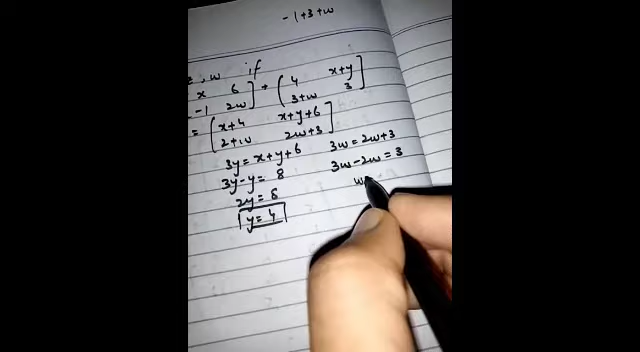 -1+3+w
, w if
x 6 ] + [ 4 x+y
-1 2w 3+w 3 ]
= [ x+4 x+y+6
2+w 2w+3 ]
3y = x+y+6 3w = 2w+3
3y-y = 8 3w-2w = 3
2y = 8 w
y = 4